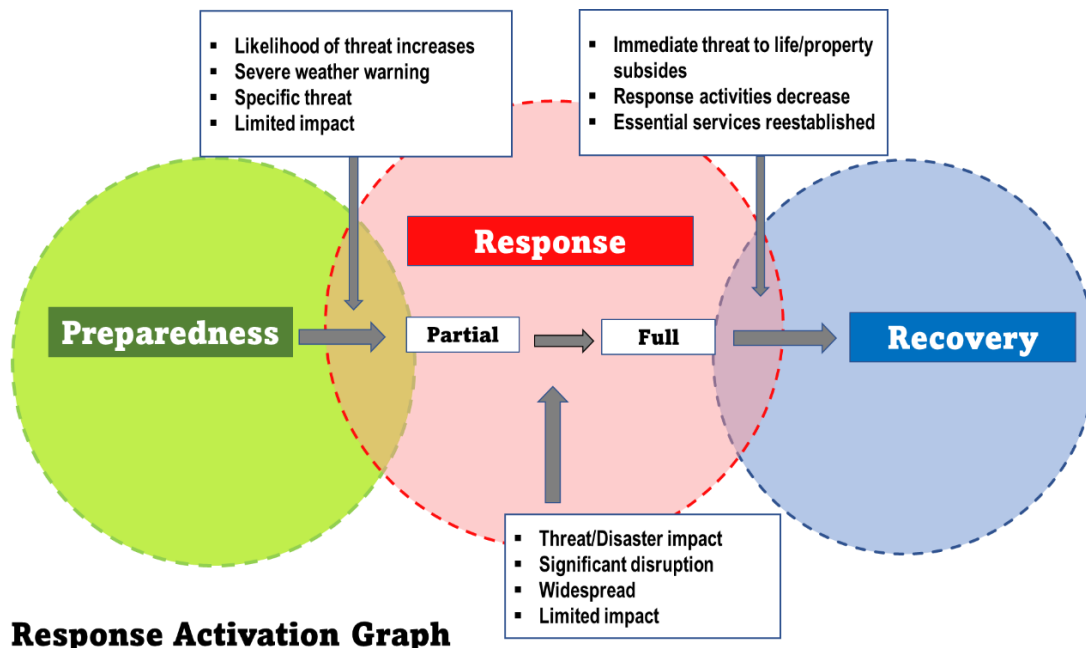 ▪ Likelihood of threat increases
▪ Severe weather warning
▪ Specific threat
▪ Limited impact
▪ Immediate threat to life/property
subsides
▪ Response activities decrease
▪ Essential services reestablished
Response
Preparedness
Partial
Full
Recovery
▪ Threat/Disaster impact
▪ Significant disruption
▪ Widespread
▪ Limited impact
Response Activation Graph